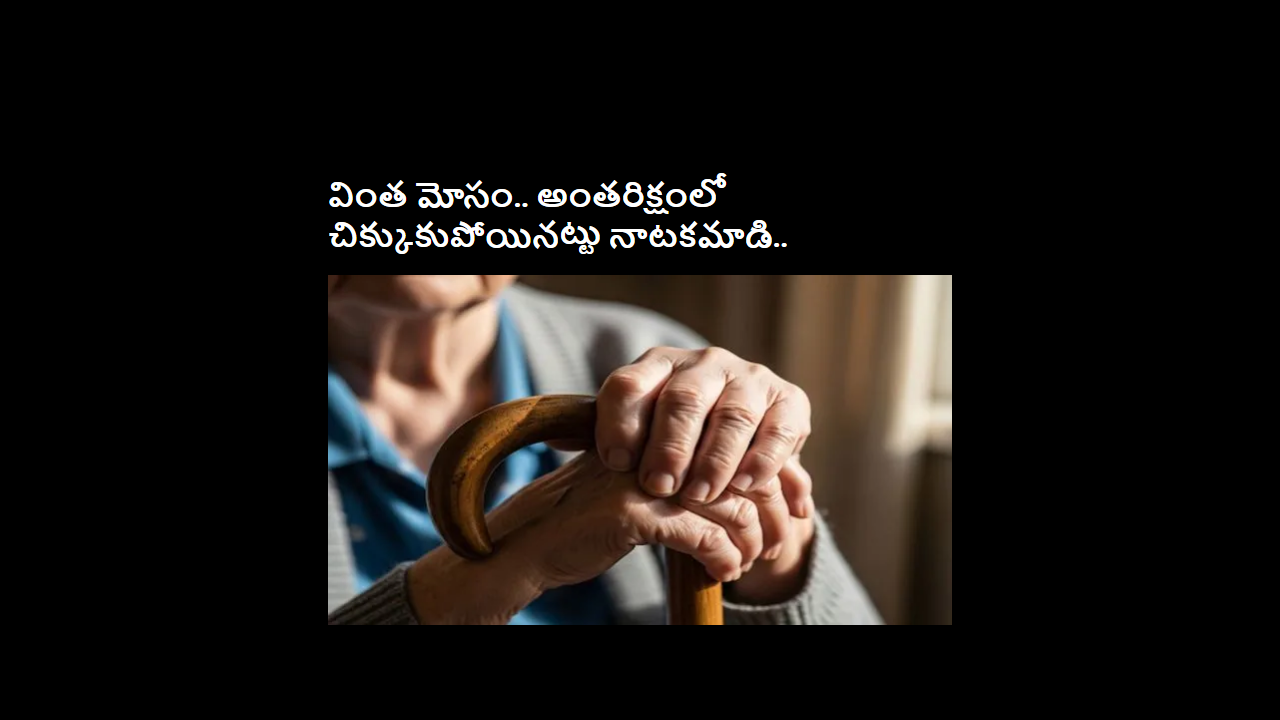 వింత మోసం.. అంతరిక్షంలో
చిక్కుకుపోయినట్టు నాటకమాడి..